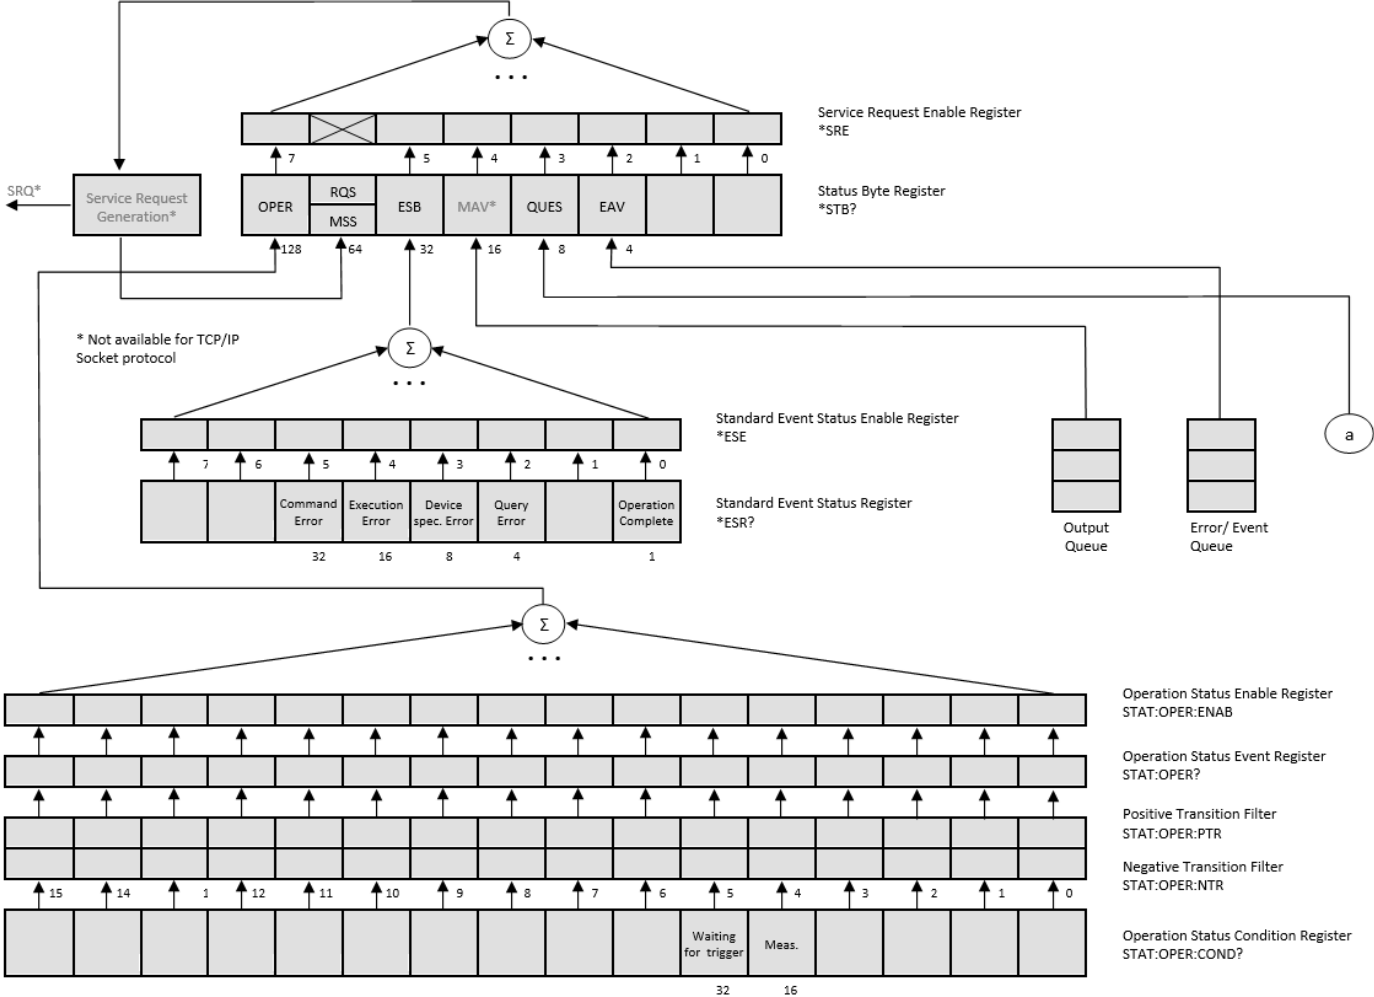 Σ
...
Service Request Enable Register
*SRE
7 5 4 3 2 1 0
SRQ*
Service Request
Generation*
OPER
RQS
MSS
ESB
MAV*
QUES
EAV
Status Byte Register
*STB?
128 64 32 16 8 4
* Not available for TCP/IP
Socket protocol
Σ
...
Standard Event Status Enable Register
*ESE
a
7 6 5 4 3 2 1 0
Command
Error
Execution
Error
Device
spec. Error
Query
Error
Operation
Complete
Standard Event Status Register
*ESR?
32 16 8 4 1
Output
Queue
Error/ Event
Queue
Σ
...
Operation Status Enable Register
STAT:OPER:ENAB
Operation Status Event Register
STAT:OPER?
Positive Transition Filter
STAT:OPER:PTR
Negative Transition Filter
STAT:OPER:NTR
15 14 1 12 11 10 9 8 7 6 5 4 3 2 1 0
Waiting
for trigger
Meas.
Operation Status Condition Register
STAT:OPER:COND?
32 16